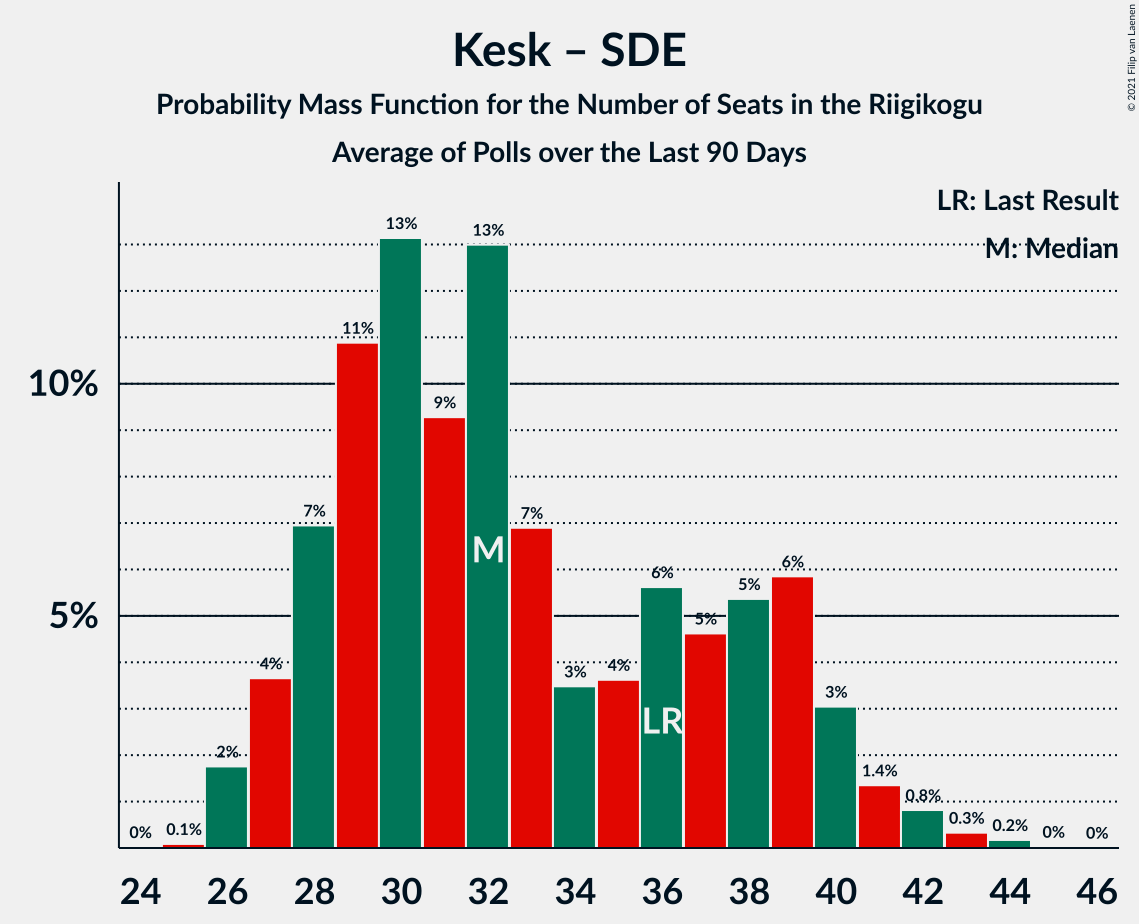 Kesk – SDE
Probability Mass Function for the Number of Seats in the Riigikogu
Average of Polls over the Last 90 Days
© 2021 Filip van Laenen
LR: Last Result
M: Median
10%
5%
0%
0.1%
2%
4%
7%
11%
13%
9%
13%
7%
3%
4%
6%
5%
5%
6%
3%
1.4%
0.8%
0.3%
0.2%
0%
0%
M
LR
24 26 28 30 32 34 36 38 40 42 44 46